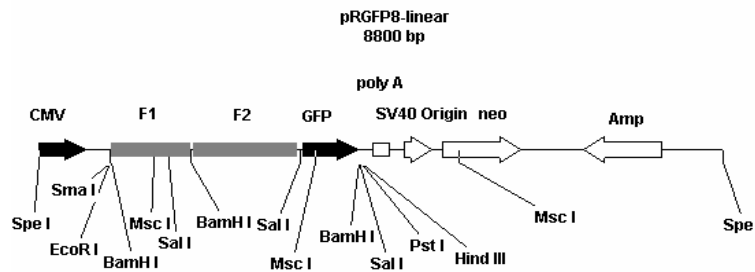 pRGFP8-linear
8800 bp
poly A
CMV F1 F2 GFP SV40 Origin neo Amp
Sma I
Spe I
EcoR I
BamH I
Msc I
Sal I
BamH I
Sal I
Msc I
BamH I
Sal I
Pst I
Hind III
Msc I
Spe